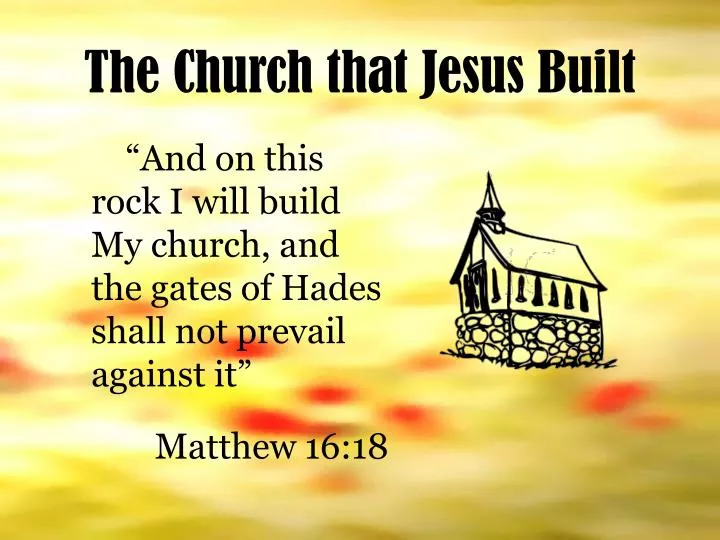 The Church that Jesus Built
“And on this
rock I will build
My church, and
the gates of Hades
shall not prevail
against it”
Matthew 16:18